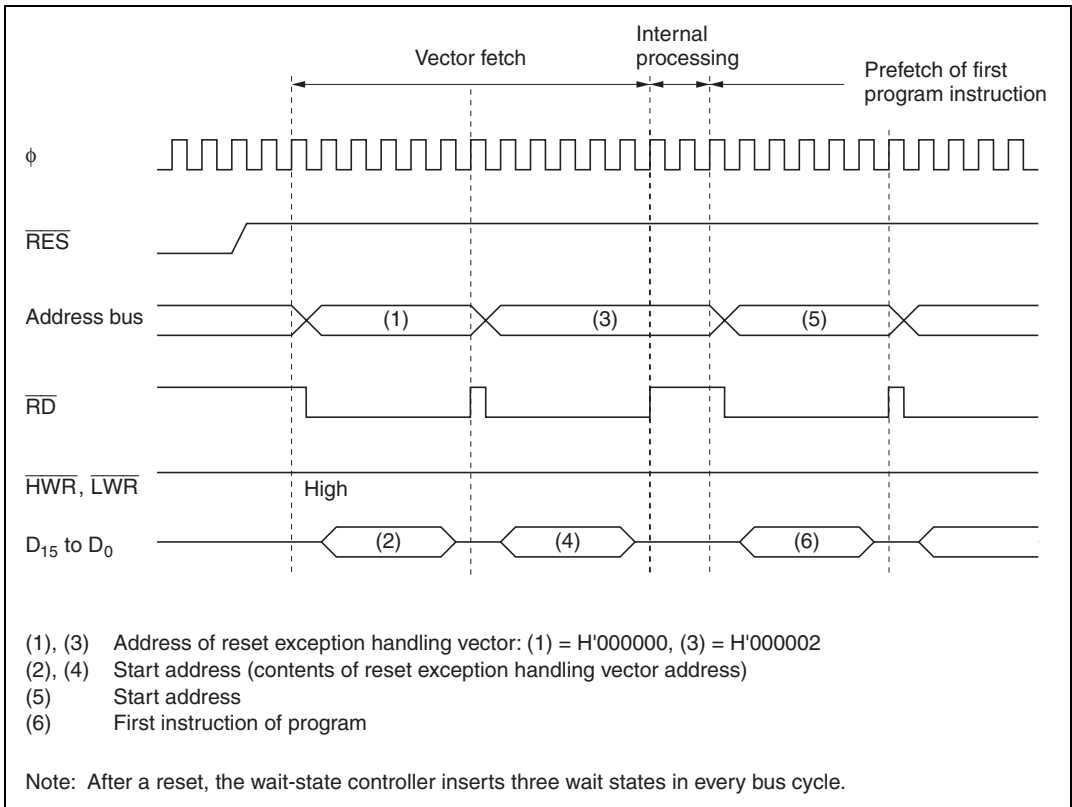 Vector fetch
Internal
processing
Prefetch of first
program instruction
ϕ
RES
Address bus
(1)
(3)
(5)
RD
HWR, LWR
High
D15 to D0
(2)
(4)
(6)
(1), (3) Address of reset exception handling vector: (1) = H'000000, (3) = H'000002
(2), (4) Start address (contents of reset exception handling vector address)
(5) Start address
(6) First instruction of program
Note: After a reset, the wait-state controller inserts three wait states in every bus cycle.